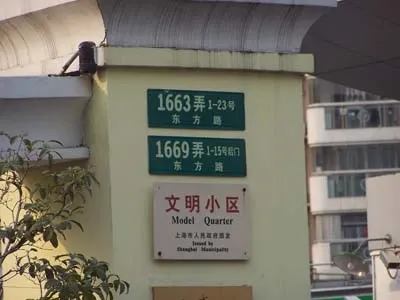 1663弄1-23号
东方路
1669弄1-15号后门
东方路
文明小区
Model Quarter
上海市人民政府颁发
Issued by
Shanghai Municipality